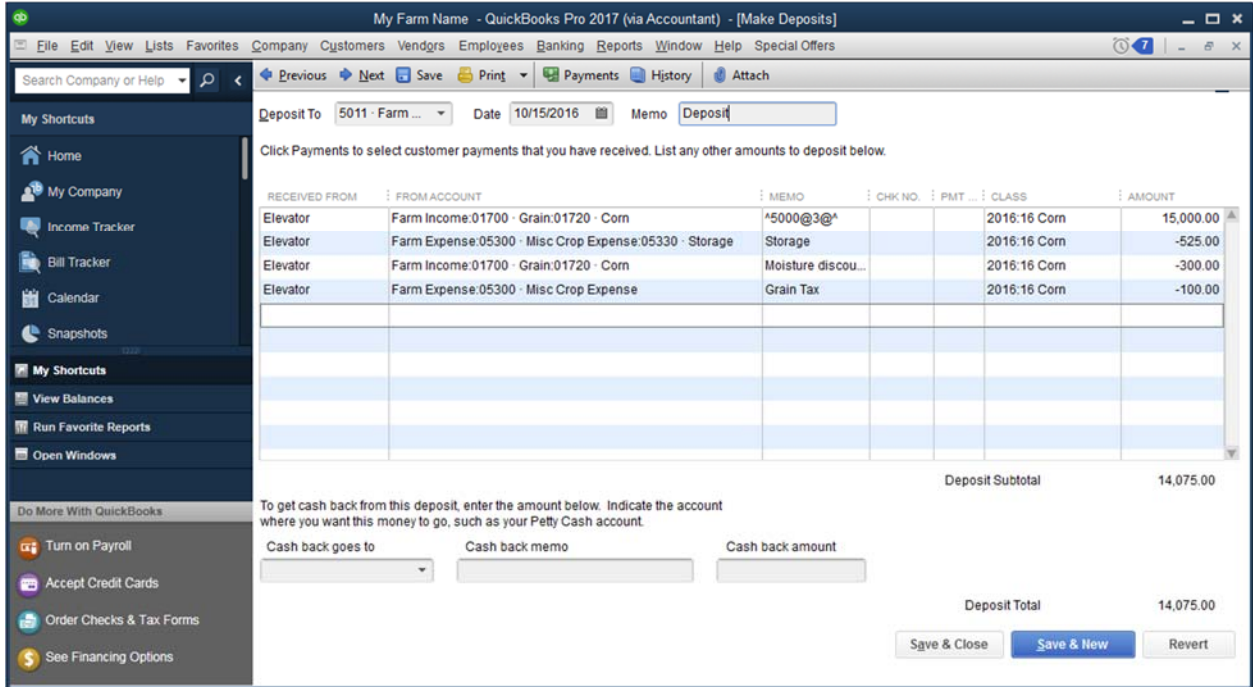 qb My Farm Name - QuickBooks Pro 2017 (via Accountant) - [Make Deposits]
File Edit View Lists Favorites Company Customers Vendors Employees Banking Reports Window Help Special Offers 7
Search Company or Help Previous Next Save Print Payments History Attach
My Shortcuts
Home
My Company
Income Tracker
Bill Tracker
Calendar
Snapshots
My Shortcuts
View Balances
Run Favorite Reports
Open Windows
Do More With QuickBooks
Turn on Payroll
Accept Credit Cards
Order Checks & Tax Forms
See Financing Options
Deposit To 5011 · Farm ... Date 10/15/2016 Memo Deposit
Click Payments to select customer payments that you have received. List any other amounts to deposit below.
RECEIVED FROM FROM ACCOUNT MEMO CHK NO. PMT ... CLASS AMOUNT
Elevator Farm Income:01700 · Grain:01720 · Corn ^5000@3@^ 2016:16 Corn 15,000.00
Elevator Farm Expense:05300 · Misc Crop Expense:05330 · Storage Storage 2016:16 Corn -525.00
Elevator Farm Income:01700 · Grain:01720 · Corn Moisture discou... 2016:16 Corn -300.00
Elevator Farm Expense:05300 · Misc Crop Expense Grain Tax 2016:16 Corn -100.00
Deposit Subtotal 14,075.00
To get cash back from this deposit, enter the amount below. Indicate the account
where you want this money to go, such as your Petty Cash account.
Cash back goes to Cash back memo Cash back amount
Deposit Total 14,075.00
Save & Close Save & New Revert